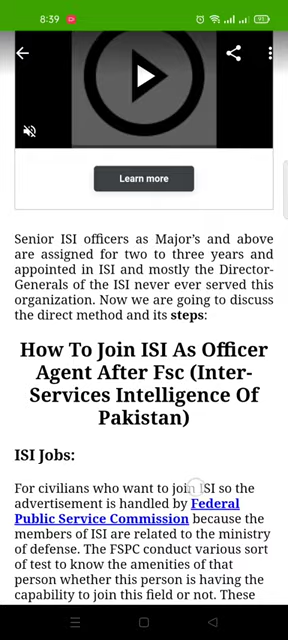 8:39
91
Learn more
Senior ISI officers as Major's and above
are assigned for two to three years and
appointed in ISI and mostly the Director-
Generals of the ISI never ever served this
organization. Now we are going to discuss
the direct method and its steps:
How To Join ISI As Officer
Agent After Fsc (Inter-
Services Intelligence Of
Pakistan)
ISI Jobs:
For civilians who want to join ISI so the
advertisement is handled by Federal
Public Service Commission because the
members of ISI are related to the ministry
of defense. The FSPC conduct various sort
of test to know the amenities of that
person whether this person is having the
capability to join this field or not. These